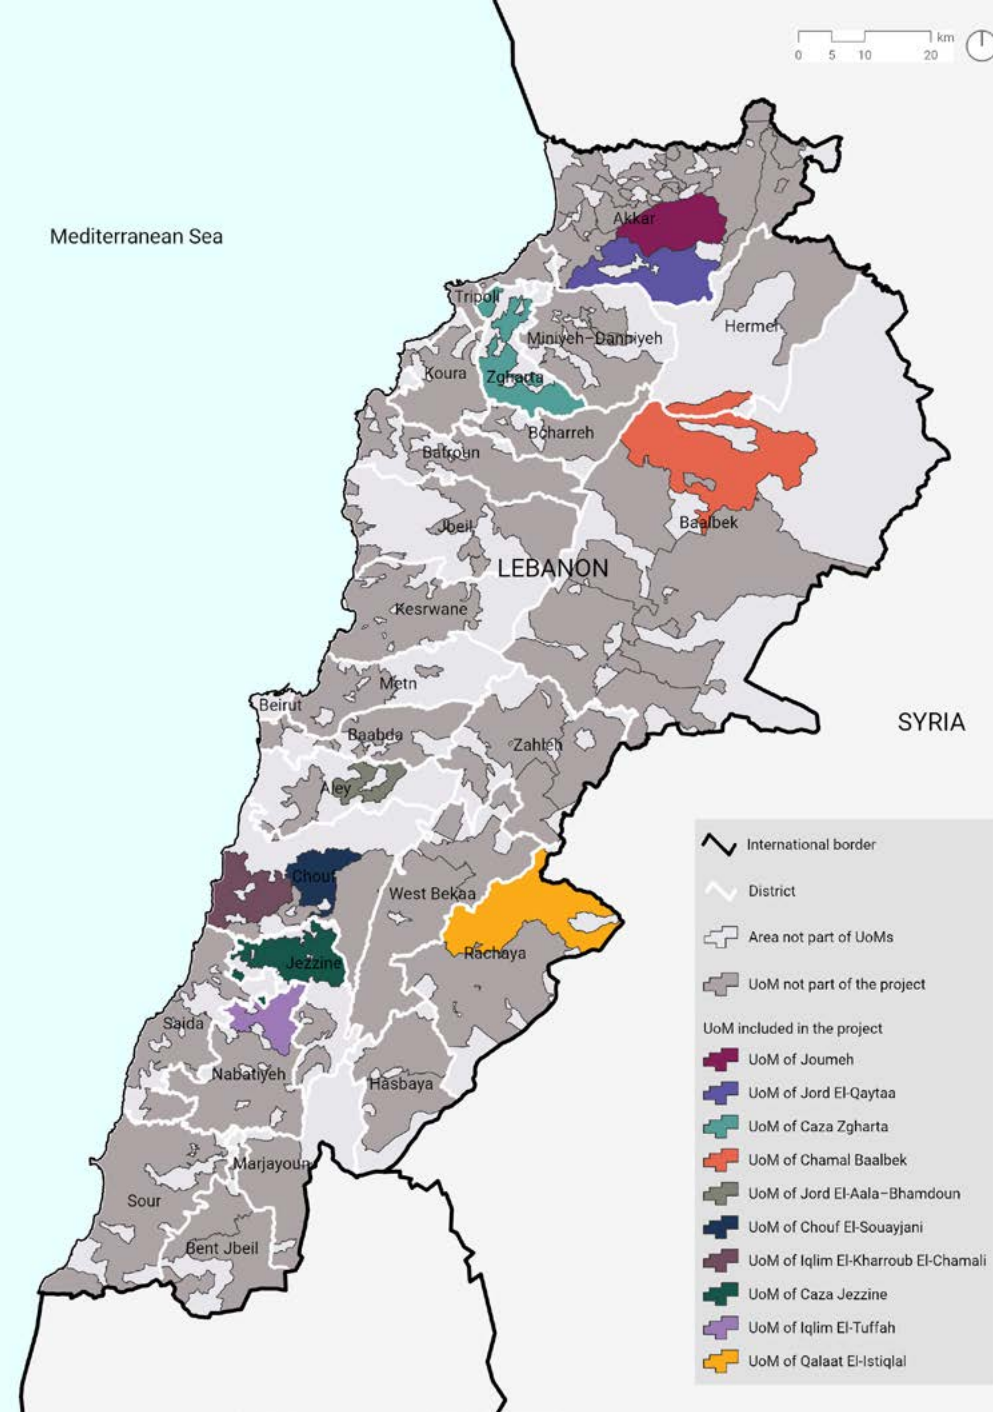 km
0 5 10 20
Mediterranean Sea
Akkar
Tripoli
Hermel
Miniyeh–Danniyeh
Koura
Zgharta
Bcharreh
Batroun
Baalbek
Jbeil
LEBANON
Kesrwane
Metn
Beirut
SYRIA
Baabda
Zahleh
Aley
Chouf
West Bekaa
Rachaya
Jezzine
Saida
Nabatiyeh
Hasbaya
Marjayoun
Sour
Bent Jbeil
International border
District
Area not part of UoMs
UoM not part of the project
UoM included in the project
UoM of Joumeh
UoM of Jord El-Qaytaa
UoM of Caza Zgharta
UoM of Chamal Baalbek
UoM of Jord El-Aala–Bhamdoun
UoM of Chouf El-Souayjani
UoM of Iqlim El-Kharroub El-Chamali
UoM of Caza Jezzine
UoM of Iqlim El-Tuffah
UoM of Qalaat El-Istiqlal